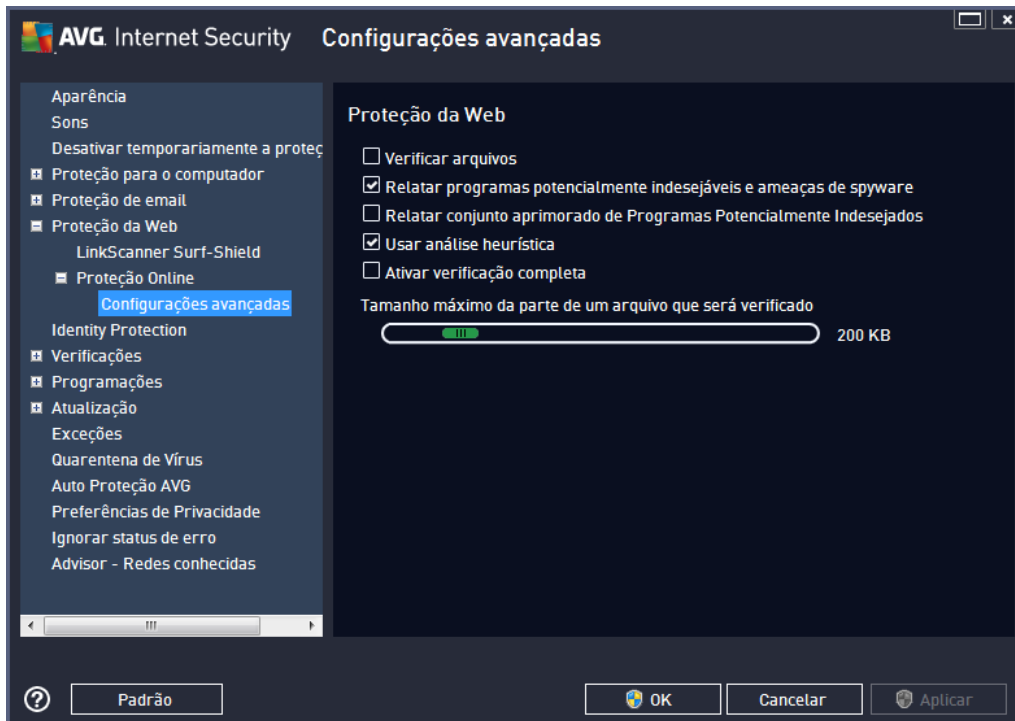 AVG. Internet Security Configurações avançadas
Aparência
Sons
Desativar temporariamente a proteç
Proteção para o computador
Proteção de email
Proteção da Web
LinkScanner Surf-Shield
Proteção Online
Configurações avançadas
Identity Protection
Verificações
Programações
Atualização
Exceções
Quarentena de Vírus
Auto Proteção AVG
Preferências de Privacidade
Ignorar status de erro
Advisor - Redes conhecidas
Proteção da Web
Verificar arquivos
Relatar programas potencialmente indesejáveis e ameaças de spyware
Relatar conjunto aprimorado de Programas Potencialmente Indesejados
Usar análise heurística
Ativar verificação completa
Tamanho máximo da parte de um arquivo que será verificado
200 KB
? Padrão OK Cancelar Aplicar